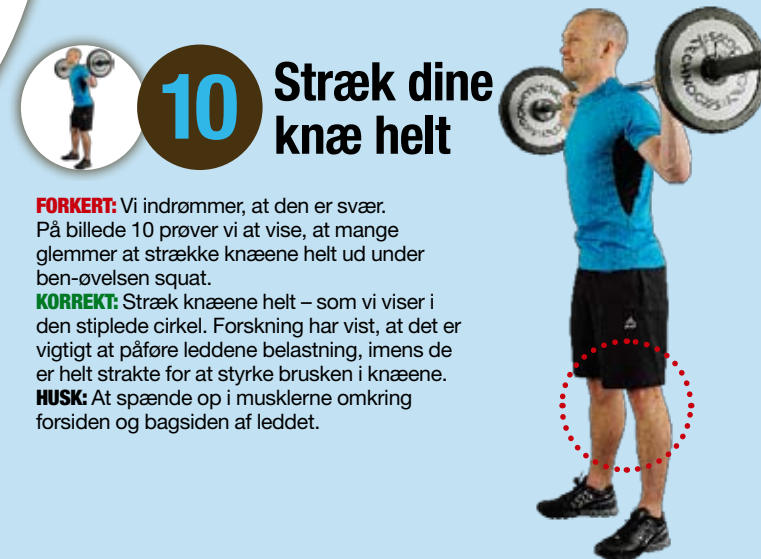 10
Stræk dine
knæ helt
FORKERT: Vi indrømmer, at den er svær.
På billede 10 prøver vi at vise, at mange
glemmer at strække knæene helt ud under
ben-øvelsen squat.
KORREKT: Stræk knæene helt – som vi viser i
den stiplede cirkel. Forskning har vist, at det er
vigtigt at påføre leddene belastning, imens de
er helt strakte for at styrke brusken i knæene.
HUSK: At spænde op i musklerne omkring
forsiden og bagsiden af leddet.